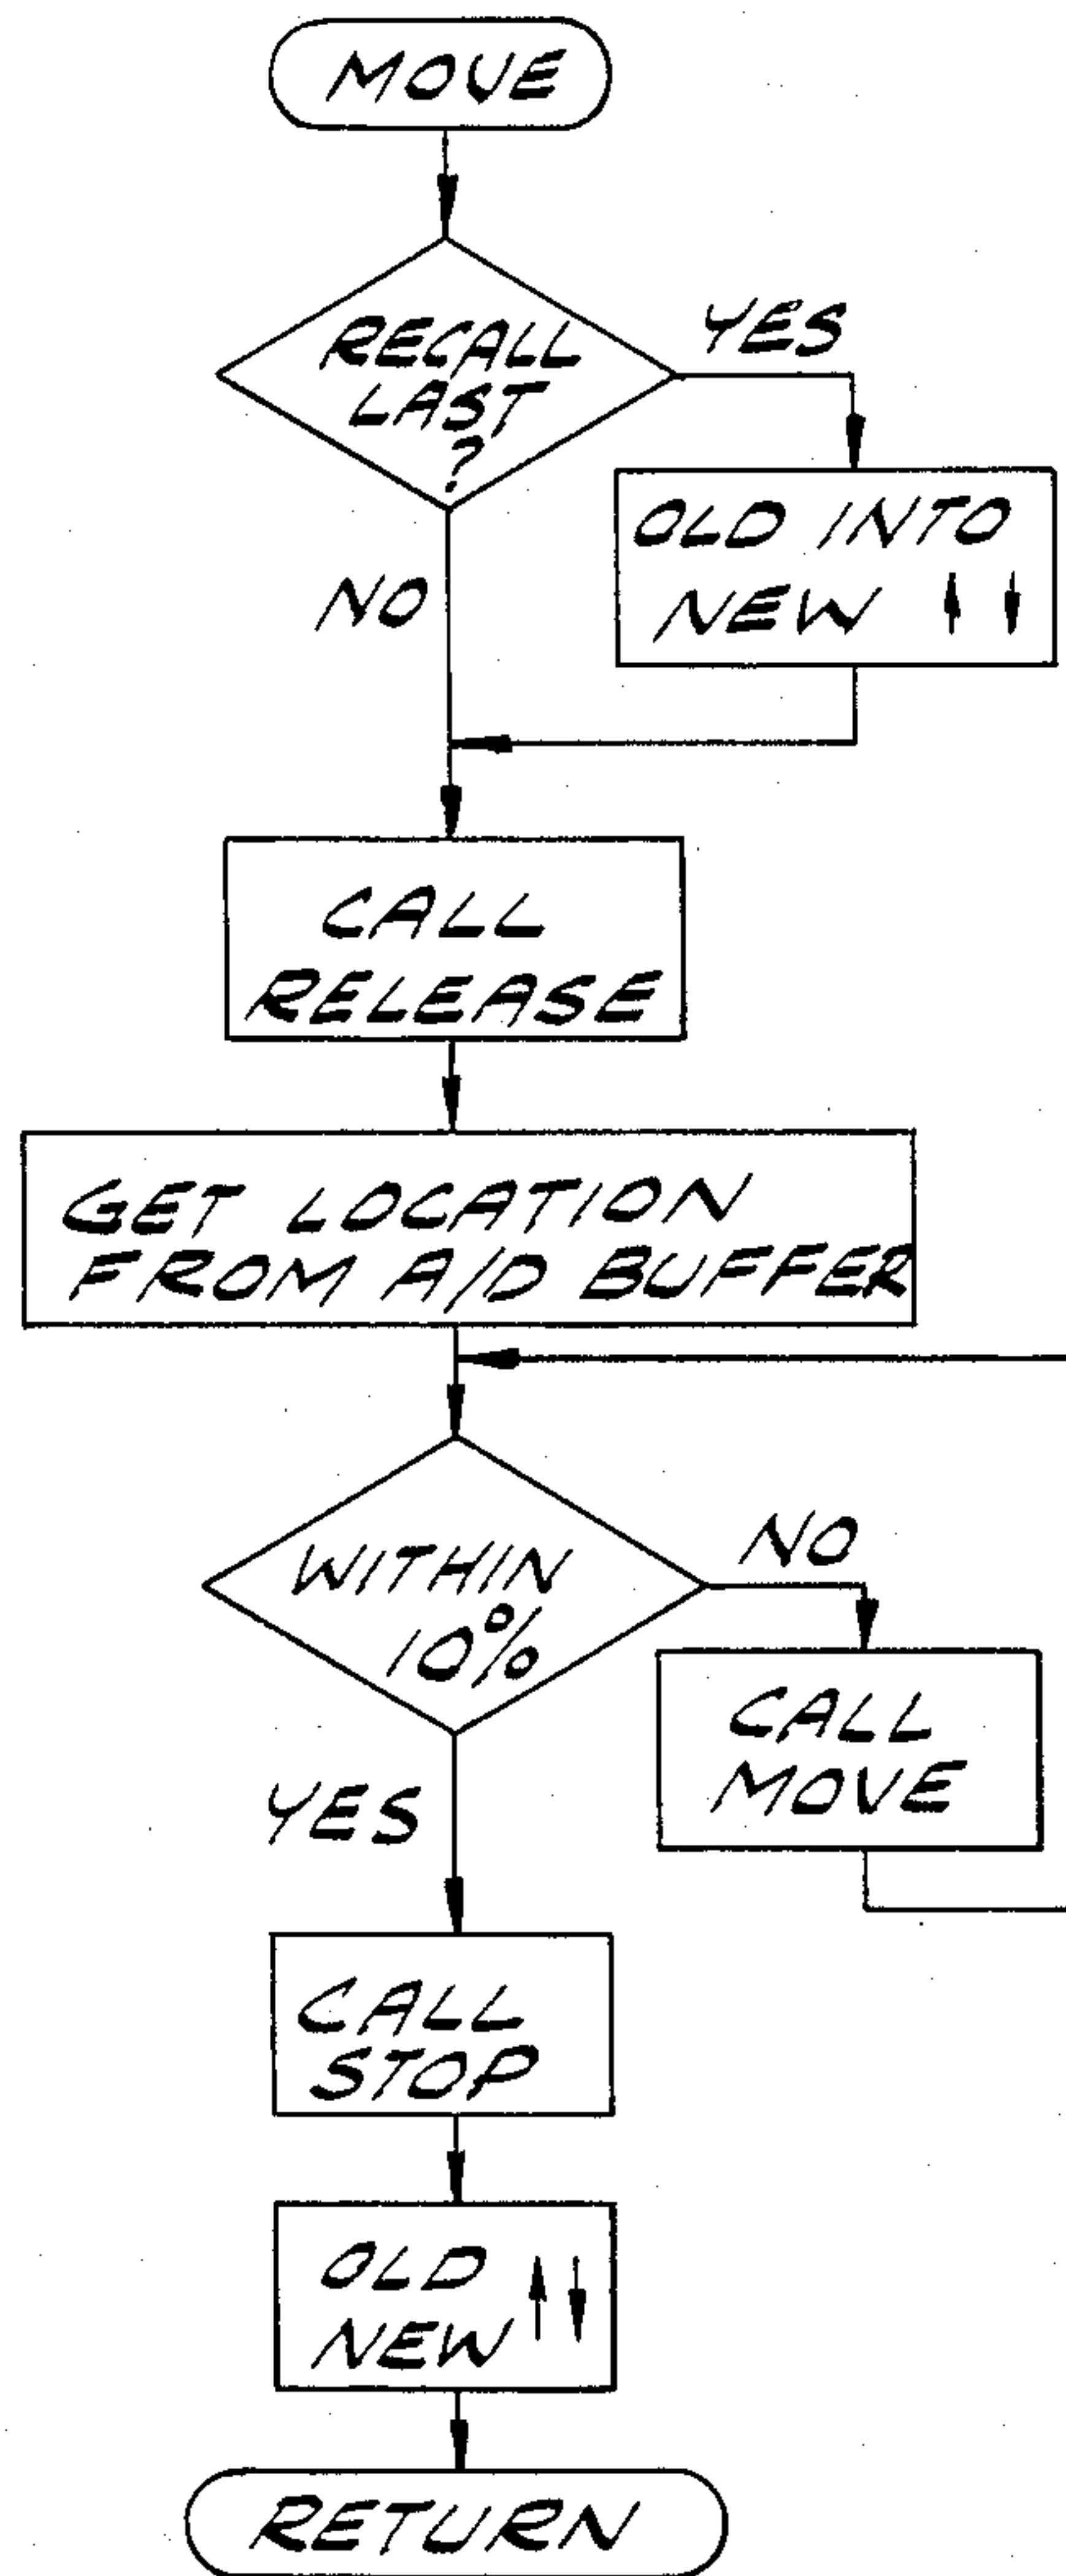 MOVE
RECALL
LAST
?
YES
NO
OLD INTO
NEW ↑ ↓
CALL
RELEASE
GET LOCATION
FROM A/D BUFFER
WITHIN
10%
NO
YES
CALL
MOVE
CALL
STOP
OLD
NEW ↑↓
RETURN